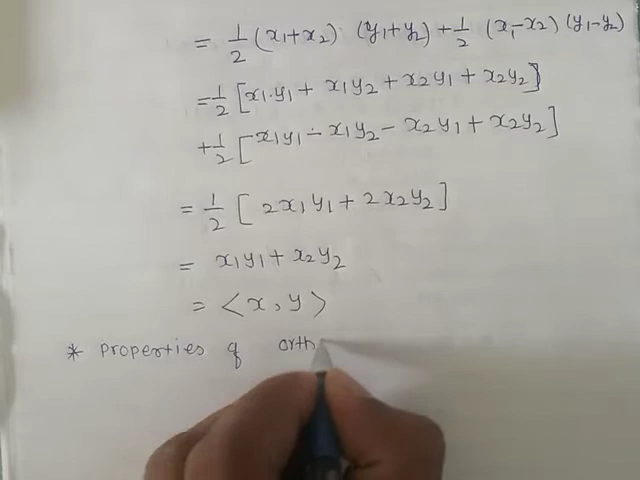 = 1/2 (x₁+x₂) (y₁+y₂) + 1/2 (x₁-x₂) (y₁-y₂)
= 1/2 [x₁.y₁ + x₁y₂ + x₂y₁ + x₂y₂]
+ 1/2 [x₁y₁ - x₁y₂ - x₂y₁ + x₂y₂]
= 1/2 [ 2x₁y₁ + 2x₂y₂]
= x₁y₁ + x₂y₂
= <x, y>
* properties of orth